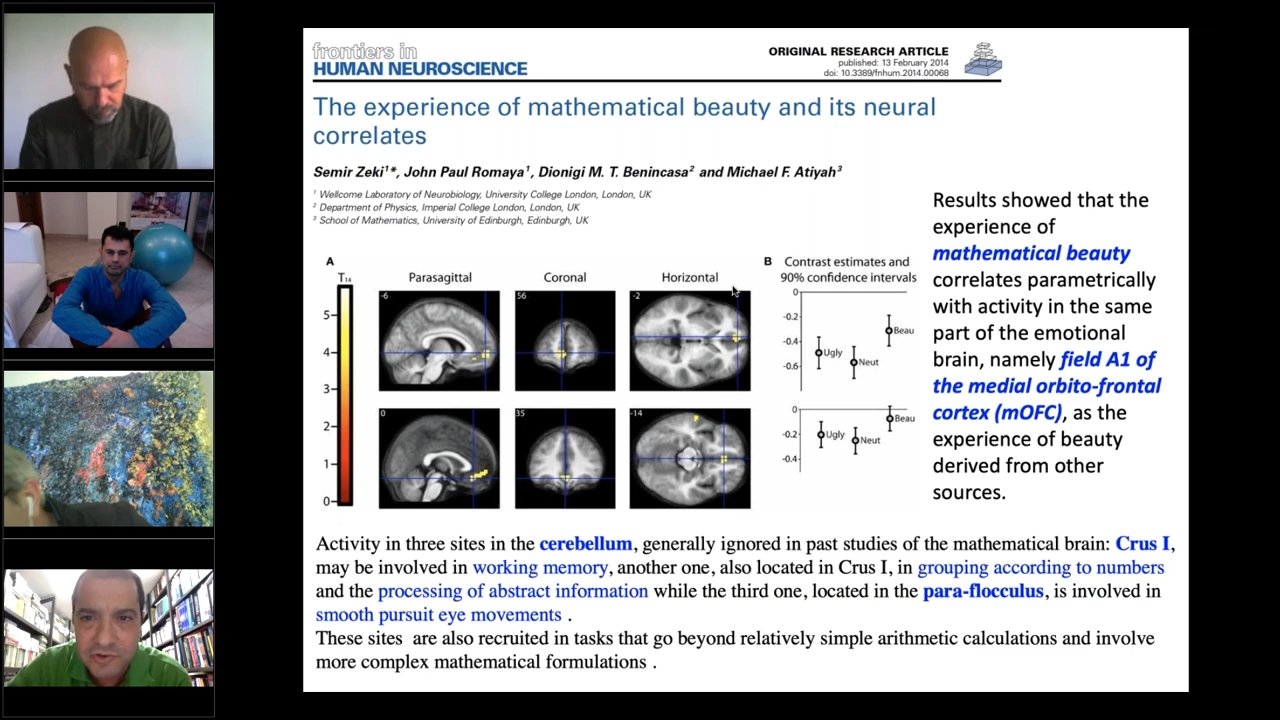 frontiers in
HUMAN NEUROSCIENCE
ORIGINAL RESEARCH ARTICLE
published: 13 February 2014
doi: 10.3389/fnhum.2014.00068
The experience of mathematical beauty and its neural
correlates
Semir Zeki1*, John Paul Romaya1, Dionigi M. T. Benincasa2 and Michael F. Atiyah3
1 Wellcome Laboratory of Neurobiology, University College London, London, UK
2 Department of Physics, Imperial College London, London, UK
3 School of Mathematics, University of Edinburgh, Edinburgh, UK
A
T14
5
4
3
2
1
0
Parasagittal
Coronal
Horizontal
-6
56
-2
0
35
-14
B
Contrast estimates and
90% confidence intervals
0
-0.2
-0.4
-0.6
Ugly
Neut
Beau
0
-0.2
-0.4
Ugly
Neut
Beau
Results showed that the
experience of
mathematical beauty
correlates parametrically
with activity in the same
part of the emotional
brain, namely field A1 of
the medial orbito-frontal
cortex (mOFC), as the
experience of beauty
derived from other
sources.
Activity in three sites in the cerebellum, generally ignored in past studies of the mathematical brain: Crus I,
may be involved in working memory, another one, also located in Crus I, in grouping according to numbers
and the processing of abstract information while the third one, located in the para-flocculus, is involved in
smooth pursuit eye movements .
These sites are also recruited in tasks that go beyond relatively simple arithmetic calculations and involve
more complex mathematical formulations .